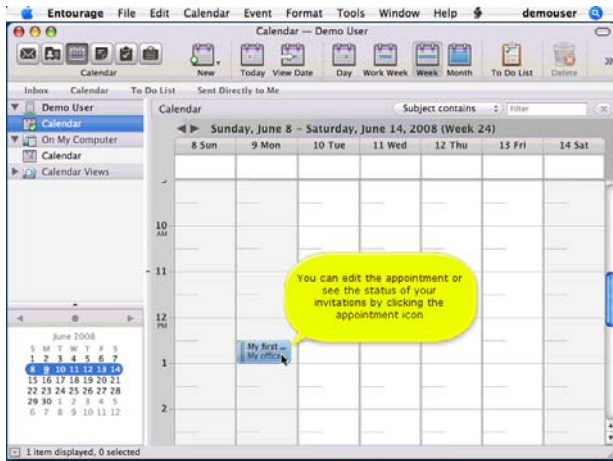 Entourage File Edit Calendar Event Format Tools Window Help demouser
Calendar — Demo User
Calendar New Today View Date Day Work Week Week Month To Do List Delete
Inbox Calendar To Do List Sent Directly to Me
Demo User
Calendar
On My Computer
Calendar
Calendar Views
Calendar Subject contains Filter
Sunday, June 8 – Saturday, June 14, 2008 (Week 24)
8 Sun 9 Mon 10 Tue 11 Wed 12 Thu 13 Fri 14 Sat
10
AM
11
12
PM
1
2
You can edit the appointment or
see the status of your
invitations by clicking the
appointment icon
My first ...
My office
June 2008
S M T W T F S
1 2 3 4 5 6 7
8 9 10 11 12 13 14
15 16 17 18 19 20 21
22 23 24 25 26 27 28
29 30 1 2 3 4 5
6 7 8 9 10 11 12
1 item displayed, 0 selected